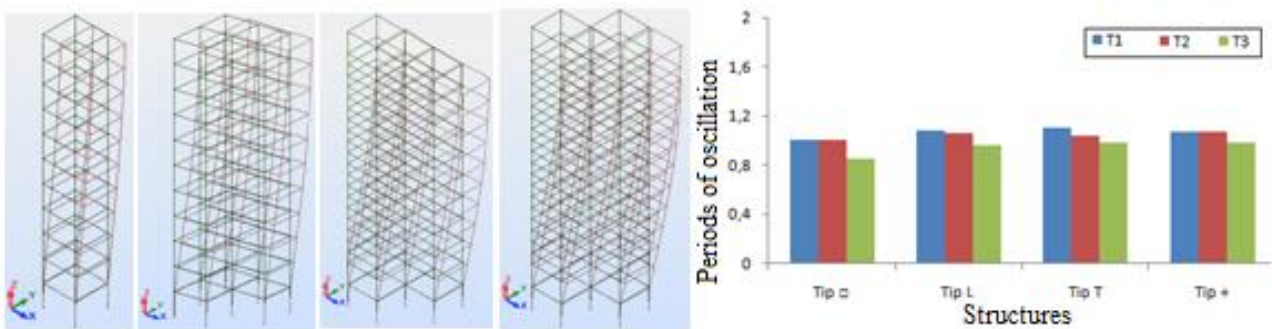 Z Y X
Z Y X
Z Y X
Z Y X
Periods of oscillation
2
1,6
1,2
0,8
0,4
0
T1 T2 T3
Tip □ Tip L Tip T Tip +
Structures